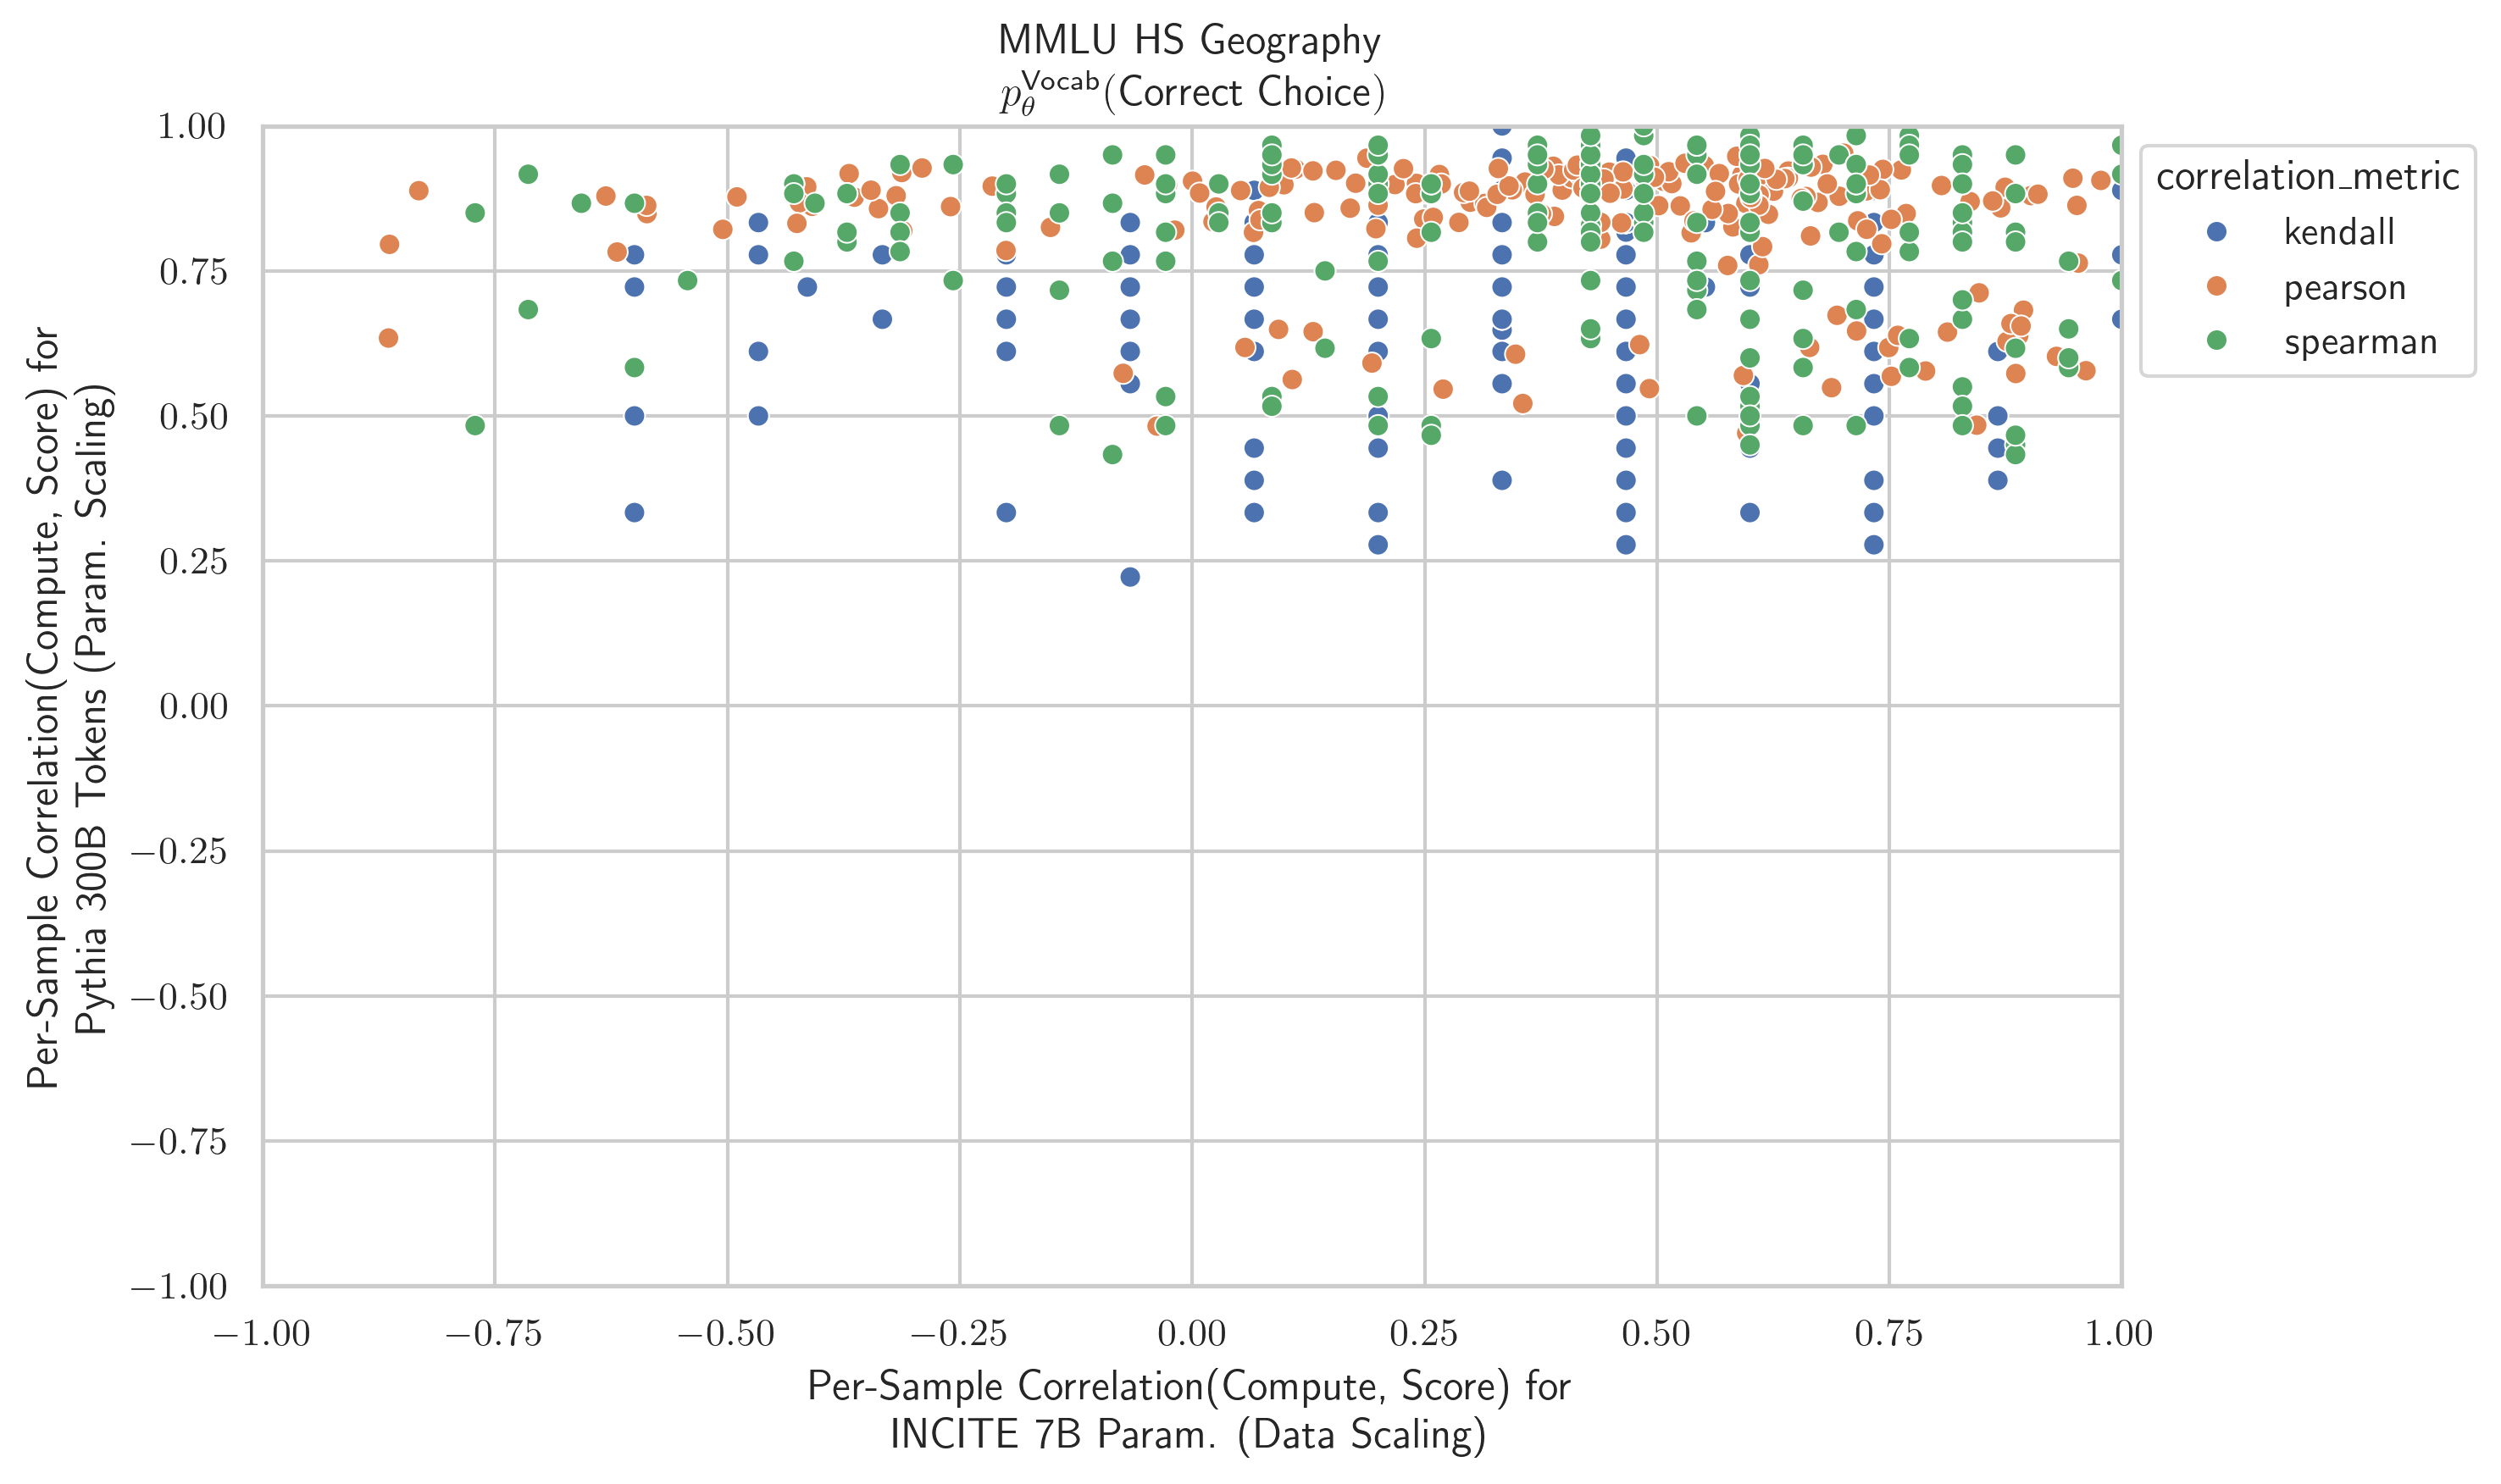 MMLU HS Geography
p_θ^Vocab(Correct Choice)
1.00
0.75
0.50
0.25
0.00
−0.25
−0.50
−0.75
−1.00
Per-Sample Correlation(Compute, Score) for
Pythia 300B Tokens (Param. Scaling)
correlation_metric
kendall
pearson
spearman
−1.00
−0.75
−0.50
−0.25
0.00
0.25
0.50
0.75
1.00
Per-Sample Correlation(Compute, Score) for
INCITE 7B Param. (Data Scaling)